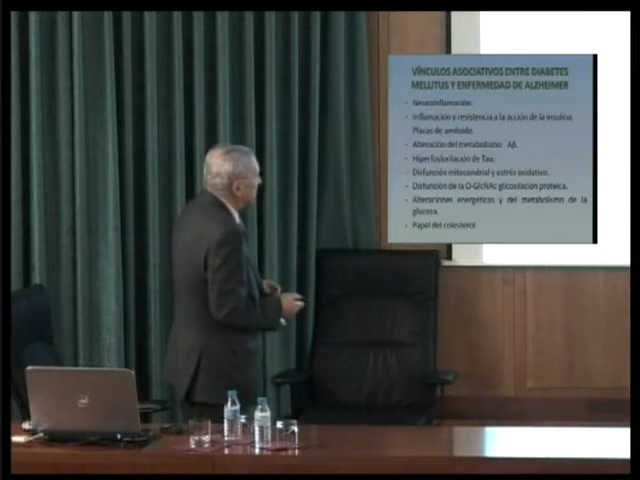 VÍNCULOS ASOCIATIVOS ENTRE DIABETES
MELLITUS Y ENFERMEDAD DE ALZHEIMER
- Neuroinflamación.
- Inflamación y resistencia a la acción de la insulina.
Placas de amiloide.
- Alteración del metabolismo Aβ.
- Hiperfosforilación de Tau.
Disfunción mitocondrial y estrés oxidativo.
- Disfunción de la O-GlcNAc glicosilación proteica.
- Alteraciones energéticas y del metabolismo de la
glucosa.
- Papel del colesterol